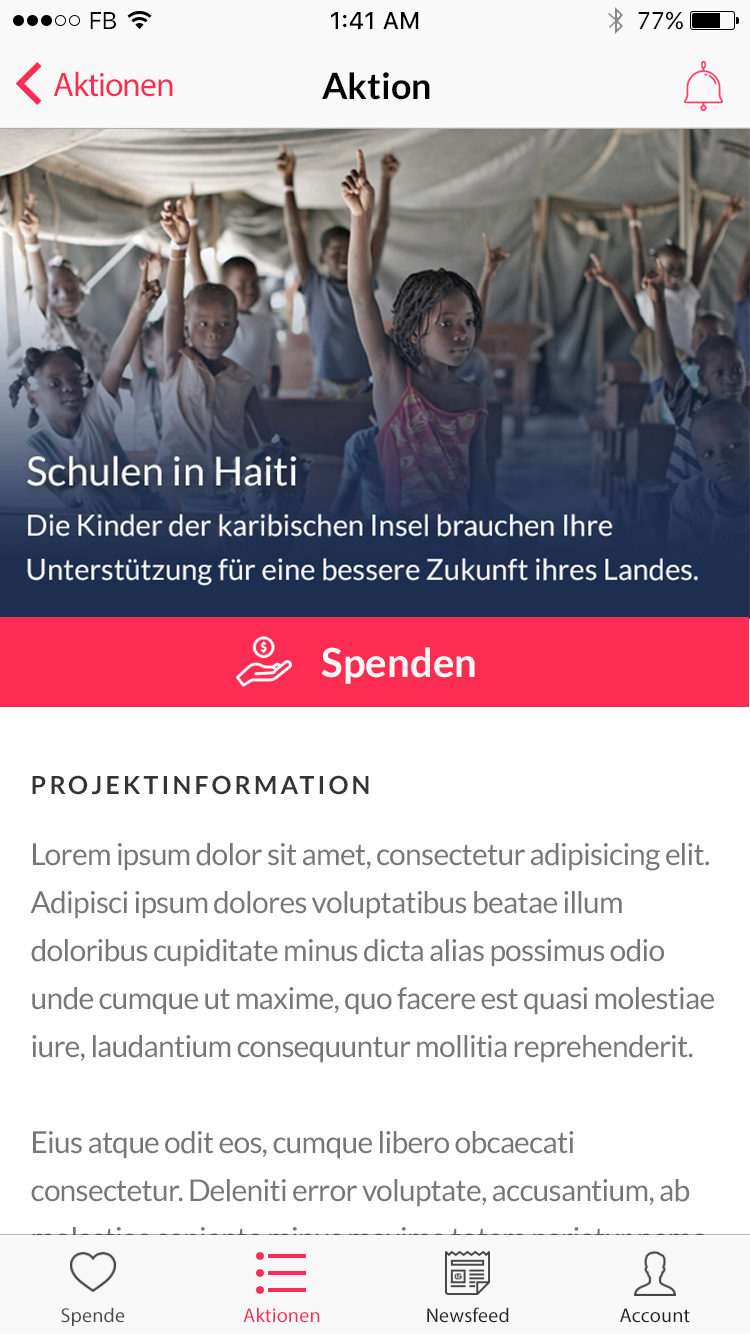 FB 1:41 AM 77%
Aktionen Aktion
Schulen in Haiti
Die Kinder der karibischen Insel brauchen Ihre
Unterstützung für eine bessere Zukunft ihres Landes.
$ Spenden
PROJEKTINFORMATION
Lorem ipsum dolor sit amet, consectetur adipisicing elit.
Adipisci ipsum dolores voluptatibus beatae illum
doloribus cupiditate minus dicta alias possimus odio
unde cumque ut maxime, quo facere est quasi molestiae
iure, laudantium consequuntur mollitia reprehenderit.
Eius atque odit eos, cumque libero obcaecati
consectetur. Deleniti error voluptate, accusantium, ab
Spende Aktionen Newsfeed Account